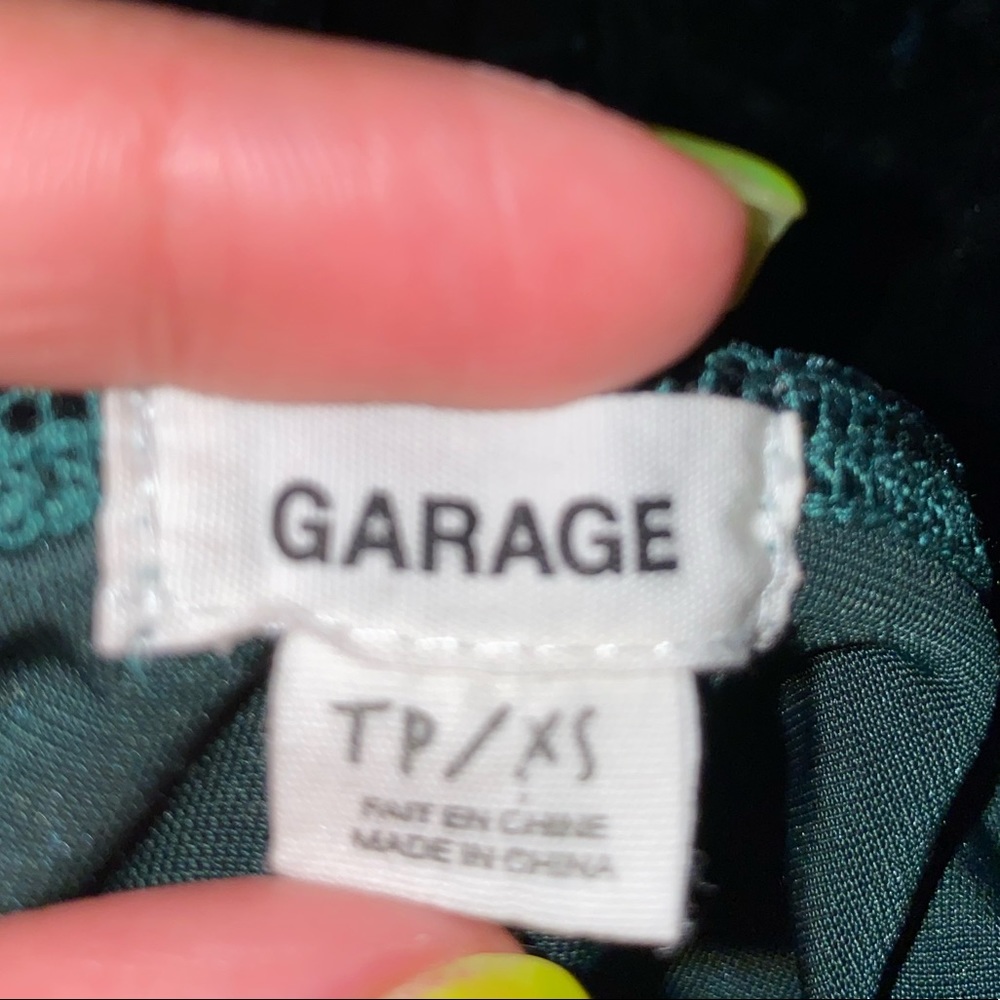 GARAGE
TP/XS
FAIT EN CHINE
MADE IN CHINA